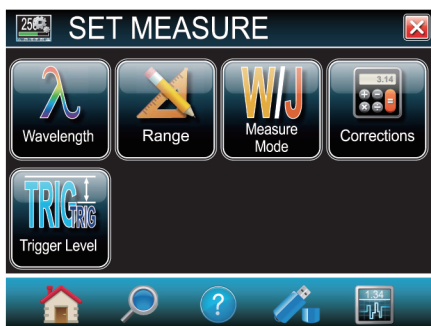 250
SET MEASURE
λ
Wavelength
Range
W/J
Measure
Mode
3.14
Corrections
TRIG
TRIG
Trigger Level
?
1.34